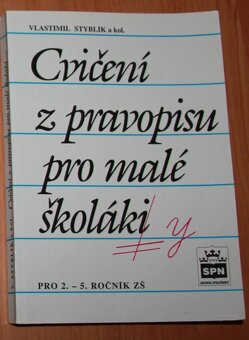 VLASTIMIL STYBLÍK a kol.
Cvičení
z pravopisu
pro malé
školáki y
SPN
PRO 2. – 5. ROČNÍK ZŠ